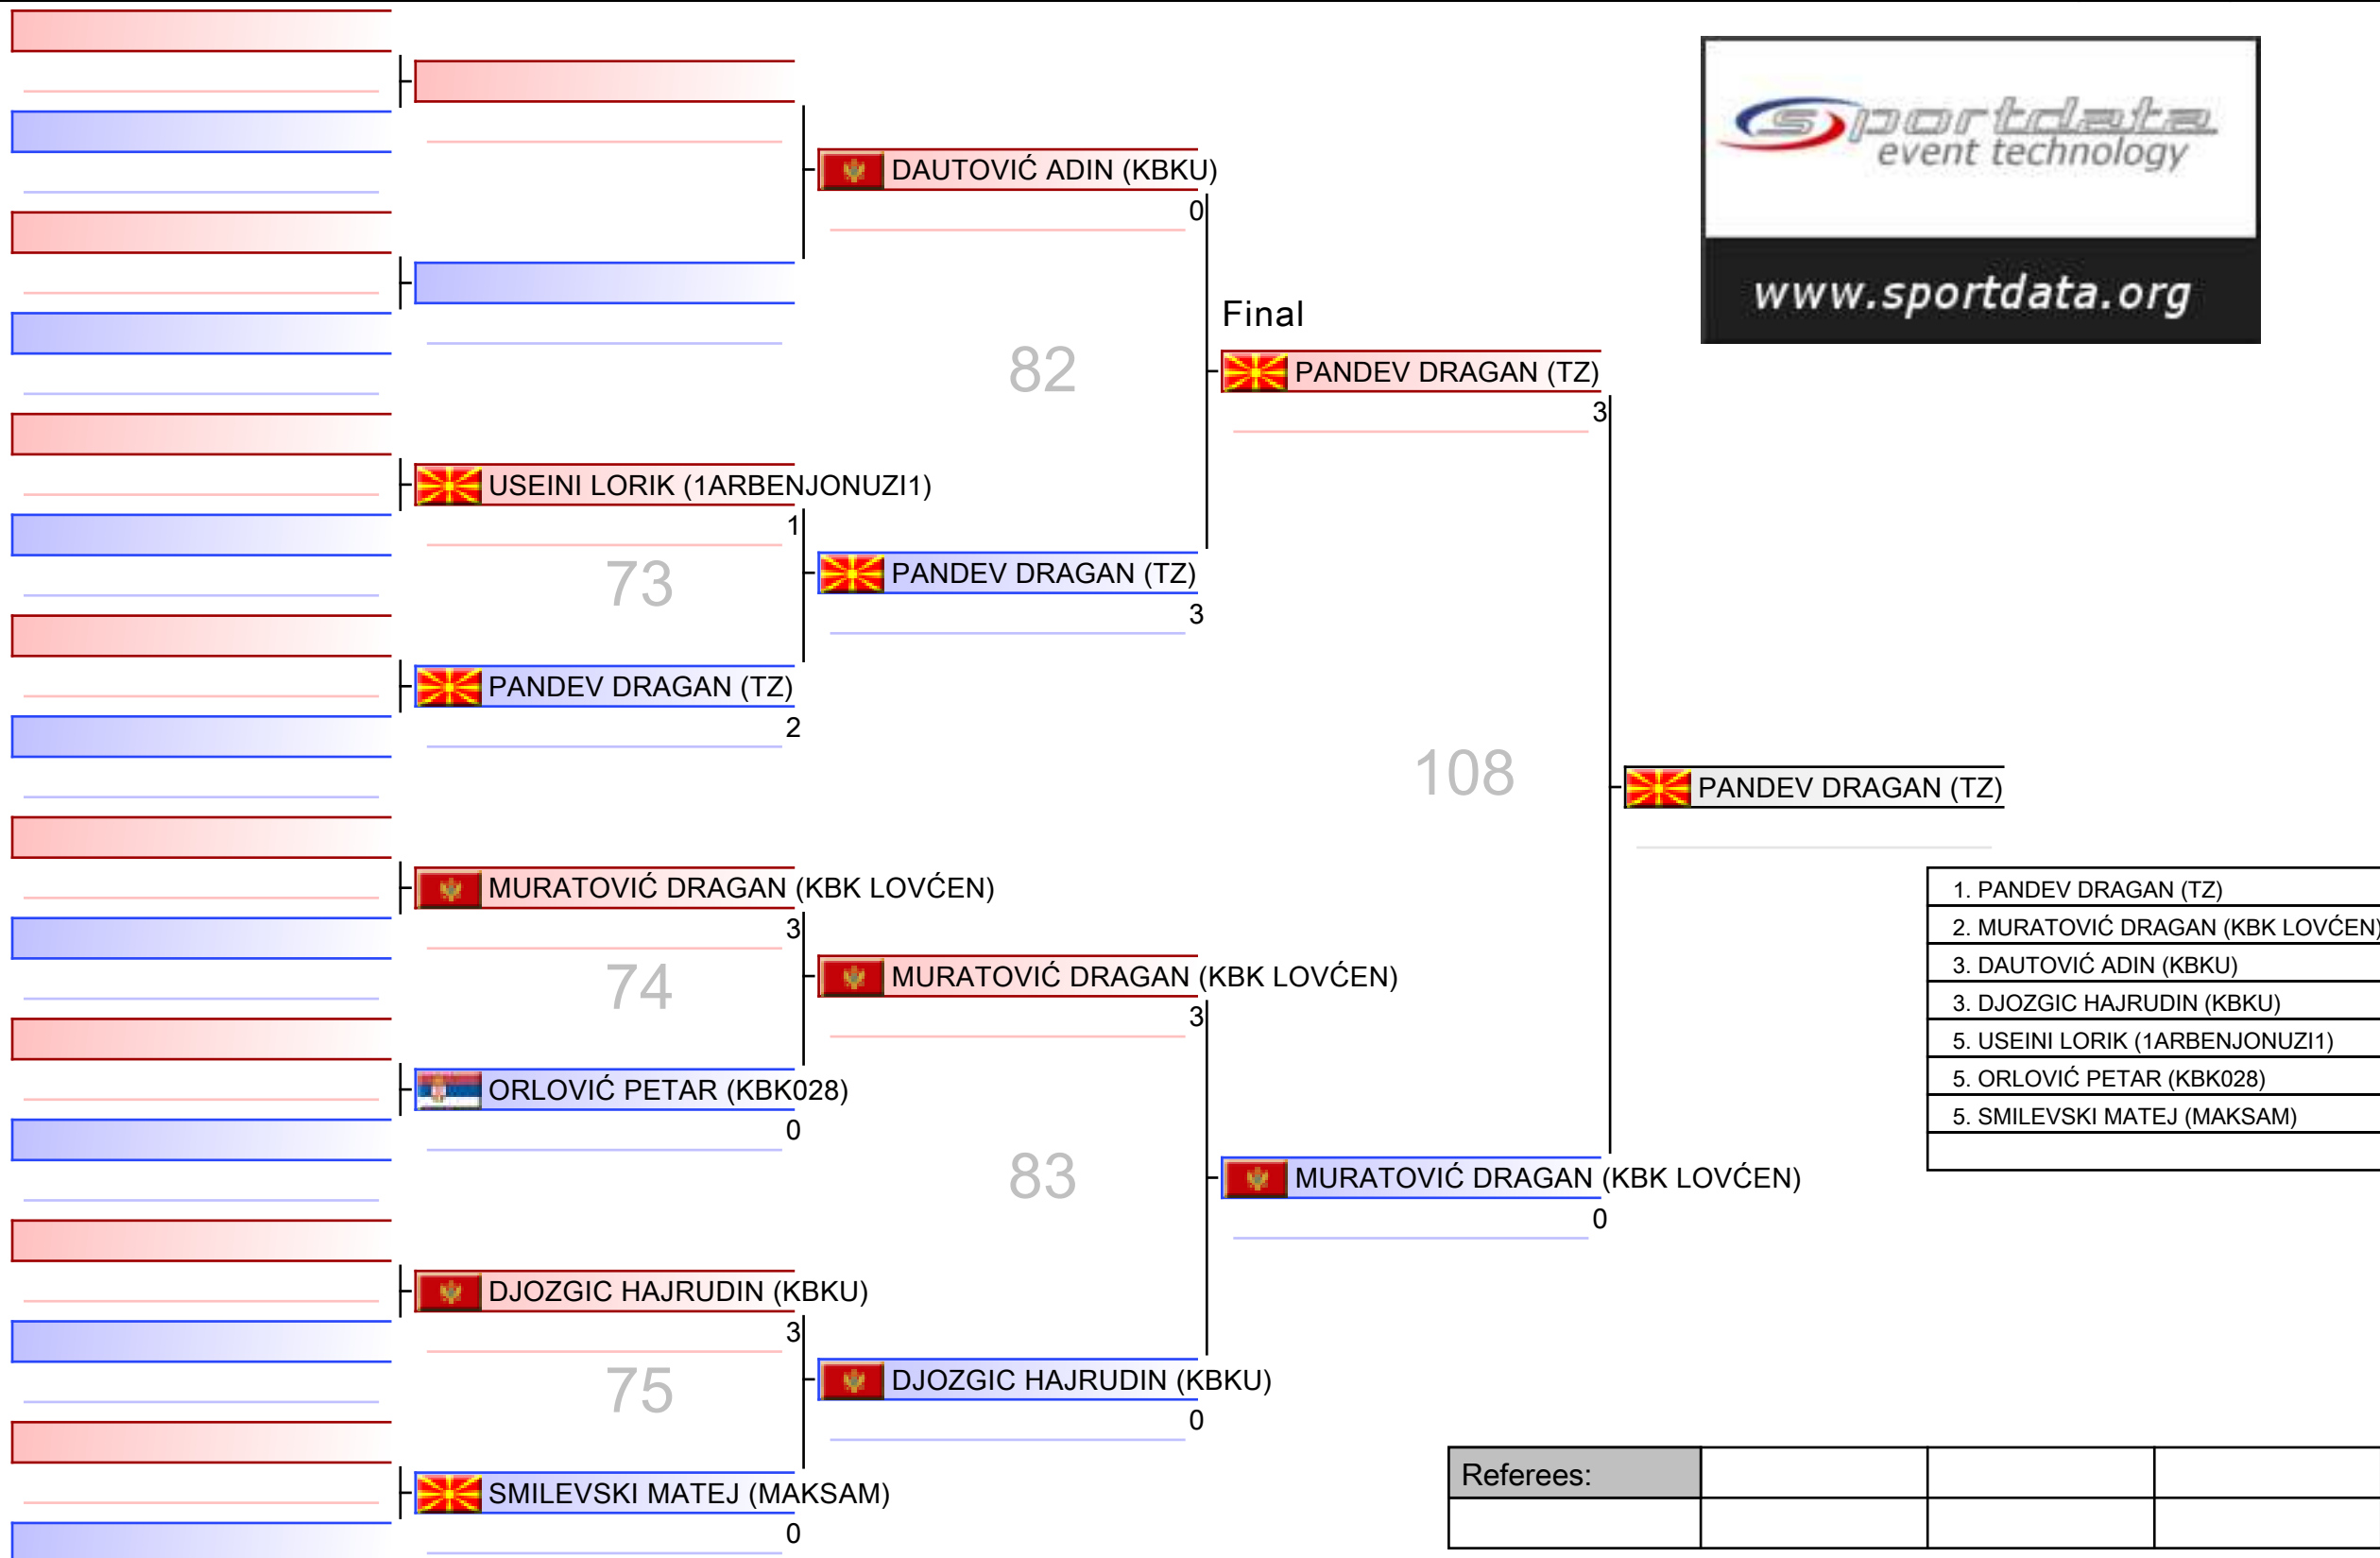 sportdata
event technology
www.sportdata.org
DAUTOVIĆ ADIN (KBKU)
0
82
Final
PANDEV DRAGAN (TZ)
3
USEINI LORIK (1ARBENJONUZI1)
1
73
PANDEV DRAGAN (TZ)
3
PANDEV DRAGAN (TZ)
2
108
PANDEV DRAGAN (TZ)
MURATOVIĆ DRAGAN (KBK LOVĆEN)
3
74
MURATOVIĆ DRAGAN (KBK LOVĆEN)
3
ORLOVIĆ PETAR (KBK028)
0
83
MURATOVIĆ DRAGAN (KBK LOVĆEN)
0
DJOZGIC HAJRUDIN (KBKU)
3
75
DJOZGIC HAJRUDIN (KBKU)
0
SMILEVSKI MATEJ (MAKSAM)
0
1. PANDEV DRAGAN (TZ)
2. MURATOVIĆ DRAGAN (KBK LOVĆEN)
3. DAUTOVIĆ ADIN (KBKU)
3. DJOZGIC HAJRUDIN (KBKU)
5. USEINI LORIK (1ARBENJONUZI1)
5. ORLOVIĆ PETAR (KBK028)
5. SMILEVSKI MATEJ (MAKSAM)
Referees: